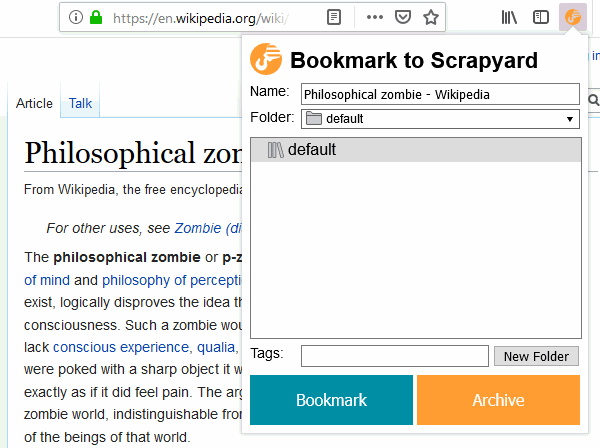 https://en.wikipedia.org/wiki/
Bookmark to Scrapyard
Name: Philosophical zombie - Wikipedia
Folder: default
default
Tags:
New Folder
Bookmark
Archive
Article Talk
Philosophical zon
From Wikipedia, the free encyclopedia
For other uses, see Zombie (di
The philosophical zombie or p-z
of mind and philosophy of percepti
exist, logically disproves the idea th
consciousness. Such a zombie wou
lack conscious experience, qualia,
were poked with a sharp object it w
exactly as if it did feel pain. The arg
zombie world, indistinguishable from
of the beings of that world.
in